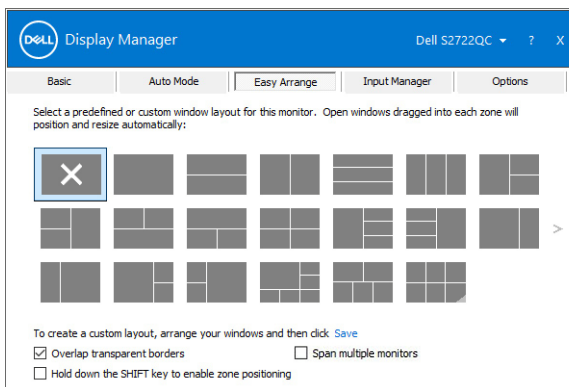 DELL Display Manager Dell S2722QC ? X
Basic Auto Mode Easy Arrange Input Manager Options
Select a predefined or custom window layout for this monitor. Open windows dragged into each zone will
position and resize automatically:
>
To create a custom layout, arrange your windows and then click Save
Overlap transparent borders Span multiple monitors
Hold down the SHIFT key to enable zone positioning